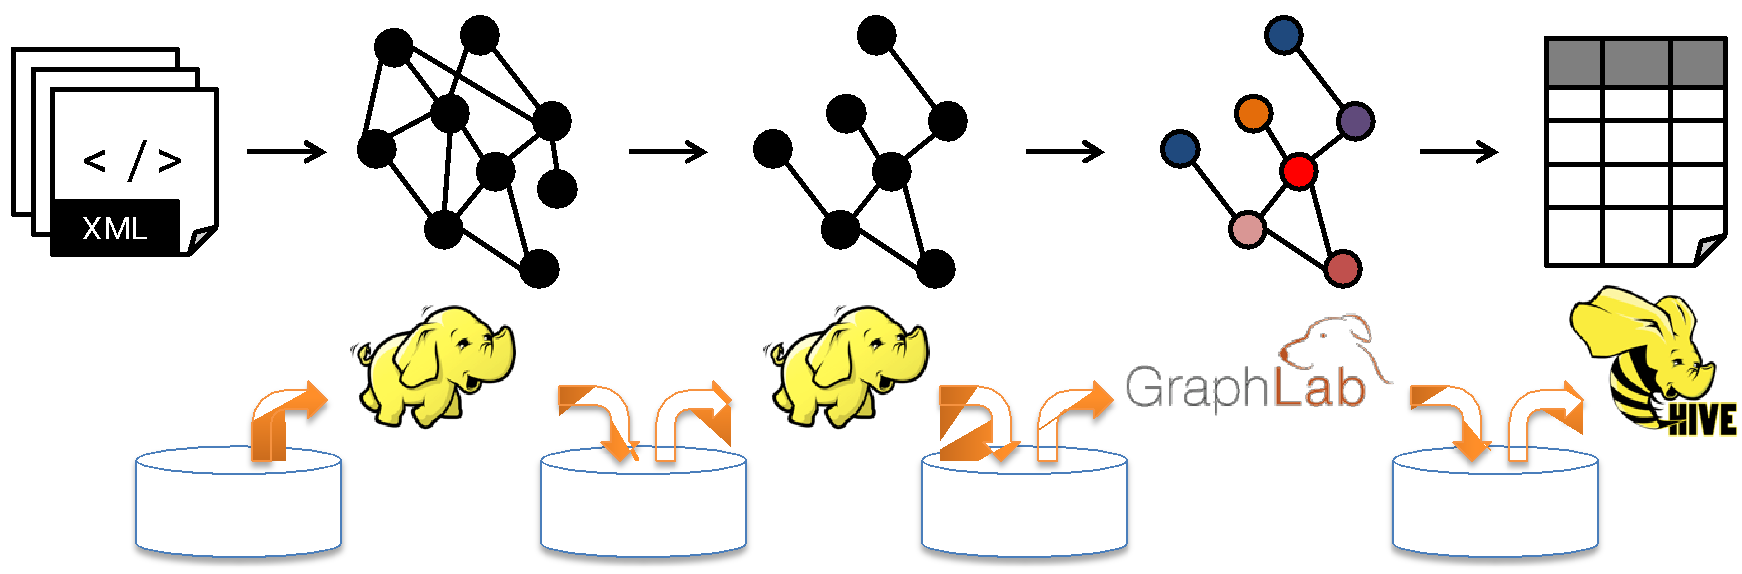 < / >
XML
GraphLab
HIVE